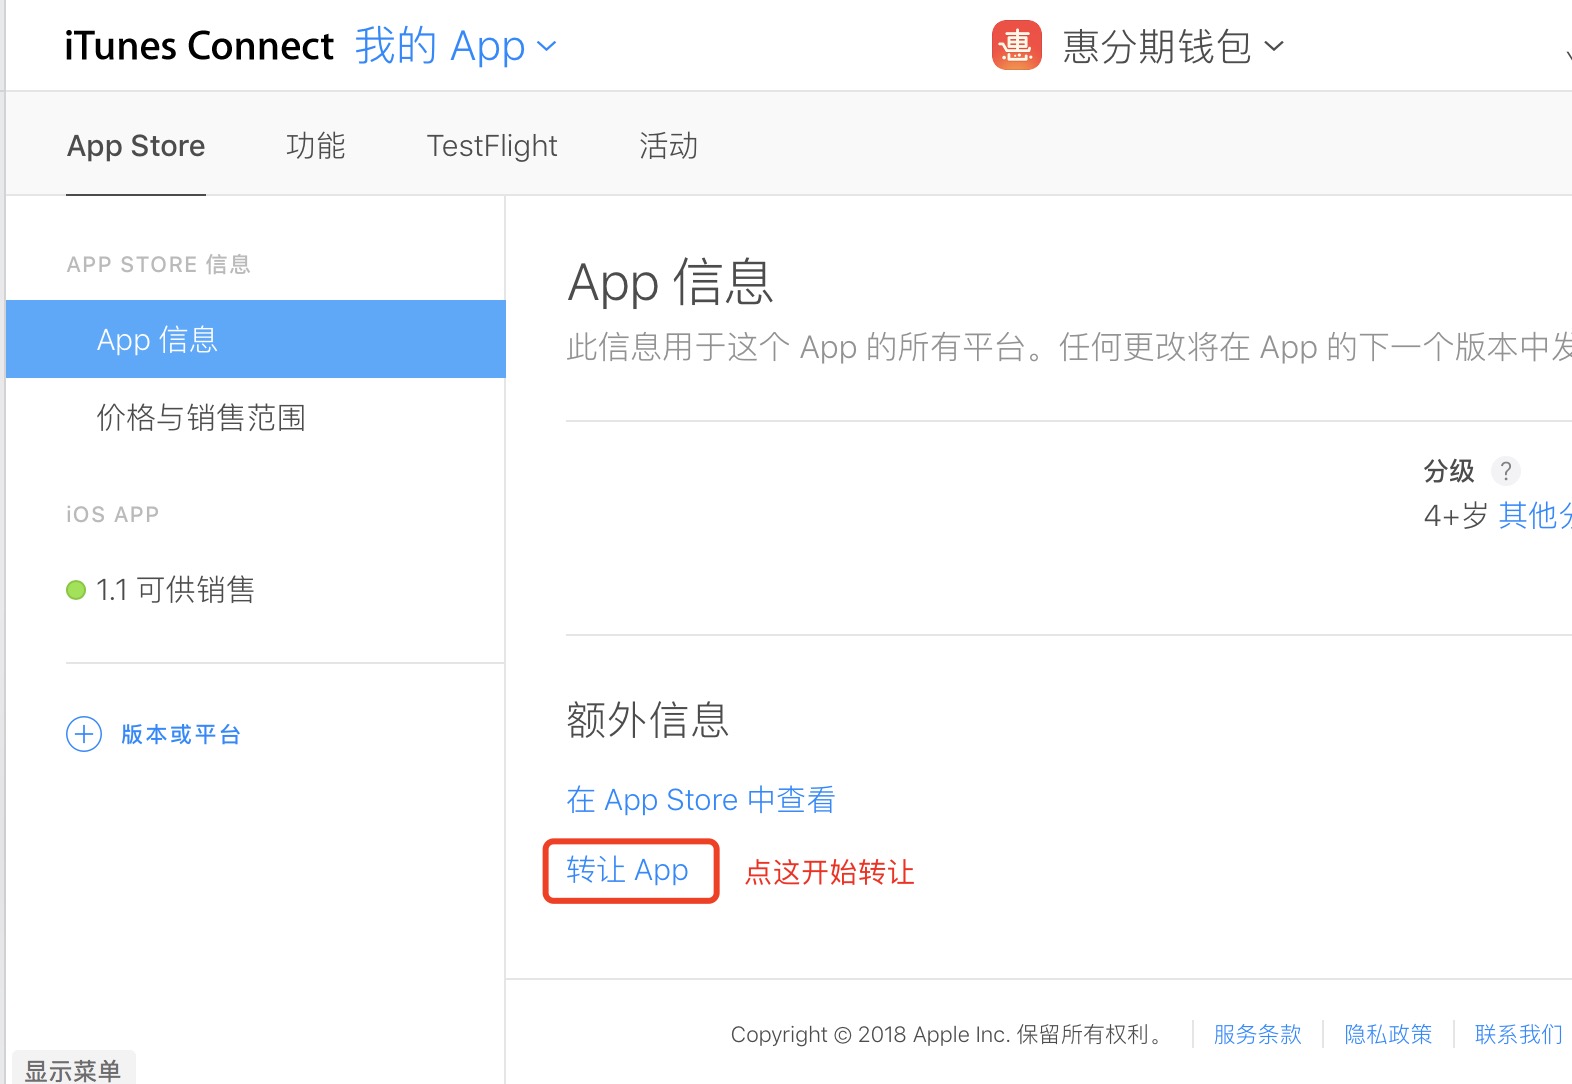 iTunes Connect 我的 App 惠 惠分期钱包
App Store 功能 TestFlight 活动
APP STORE 信息
App 信息
价格与销售范围
iOS APP
1.1 可供销售
版本或平台
App 信息
此信息用于这个 App 的所有平台。任何更改将在 App 的下一个版本中发
分级 ?
4+岁 其他分
额外信息
在 App Store 中查看
转让 App 点这开始转让
Copyright © 2018 Apple Inc. 保留所有权利。 服务条款 隐私政策 联系我们
显示菜单